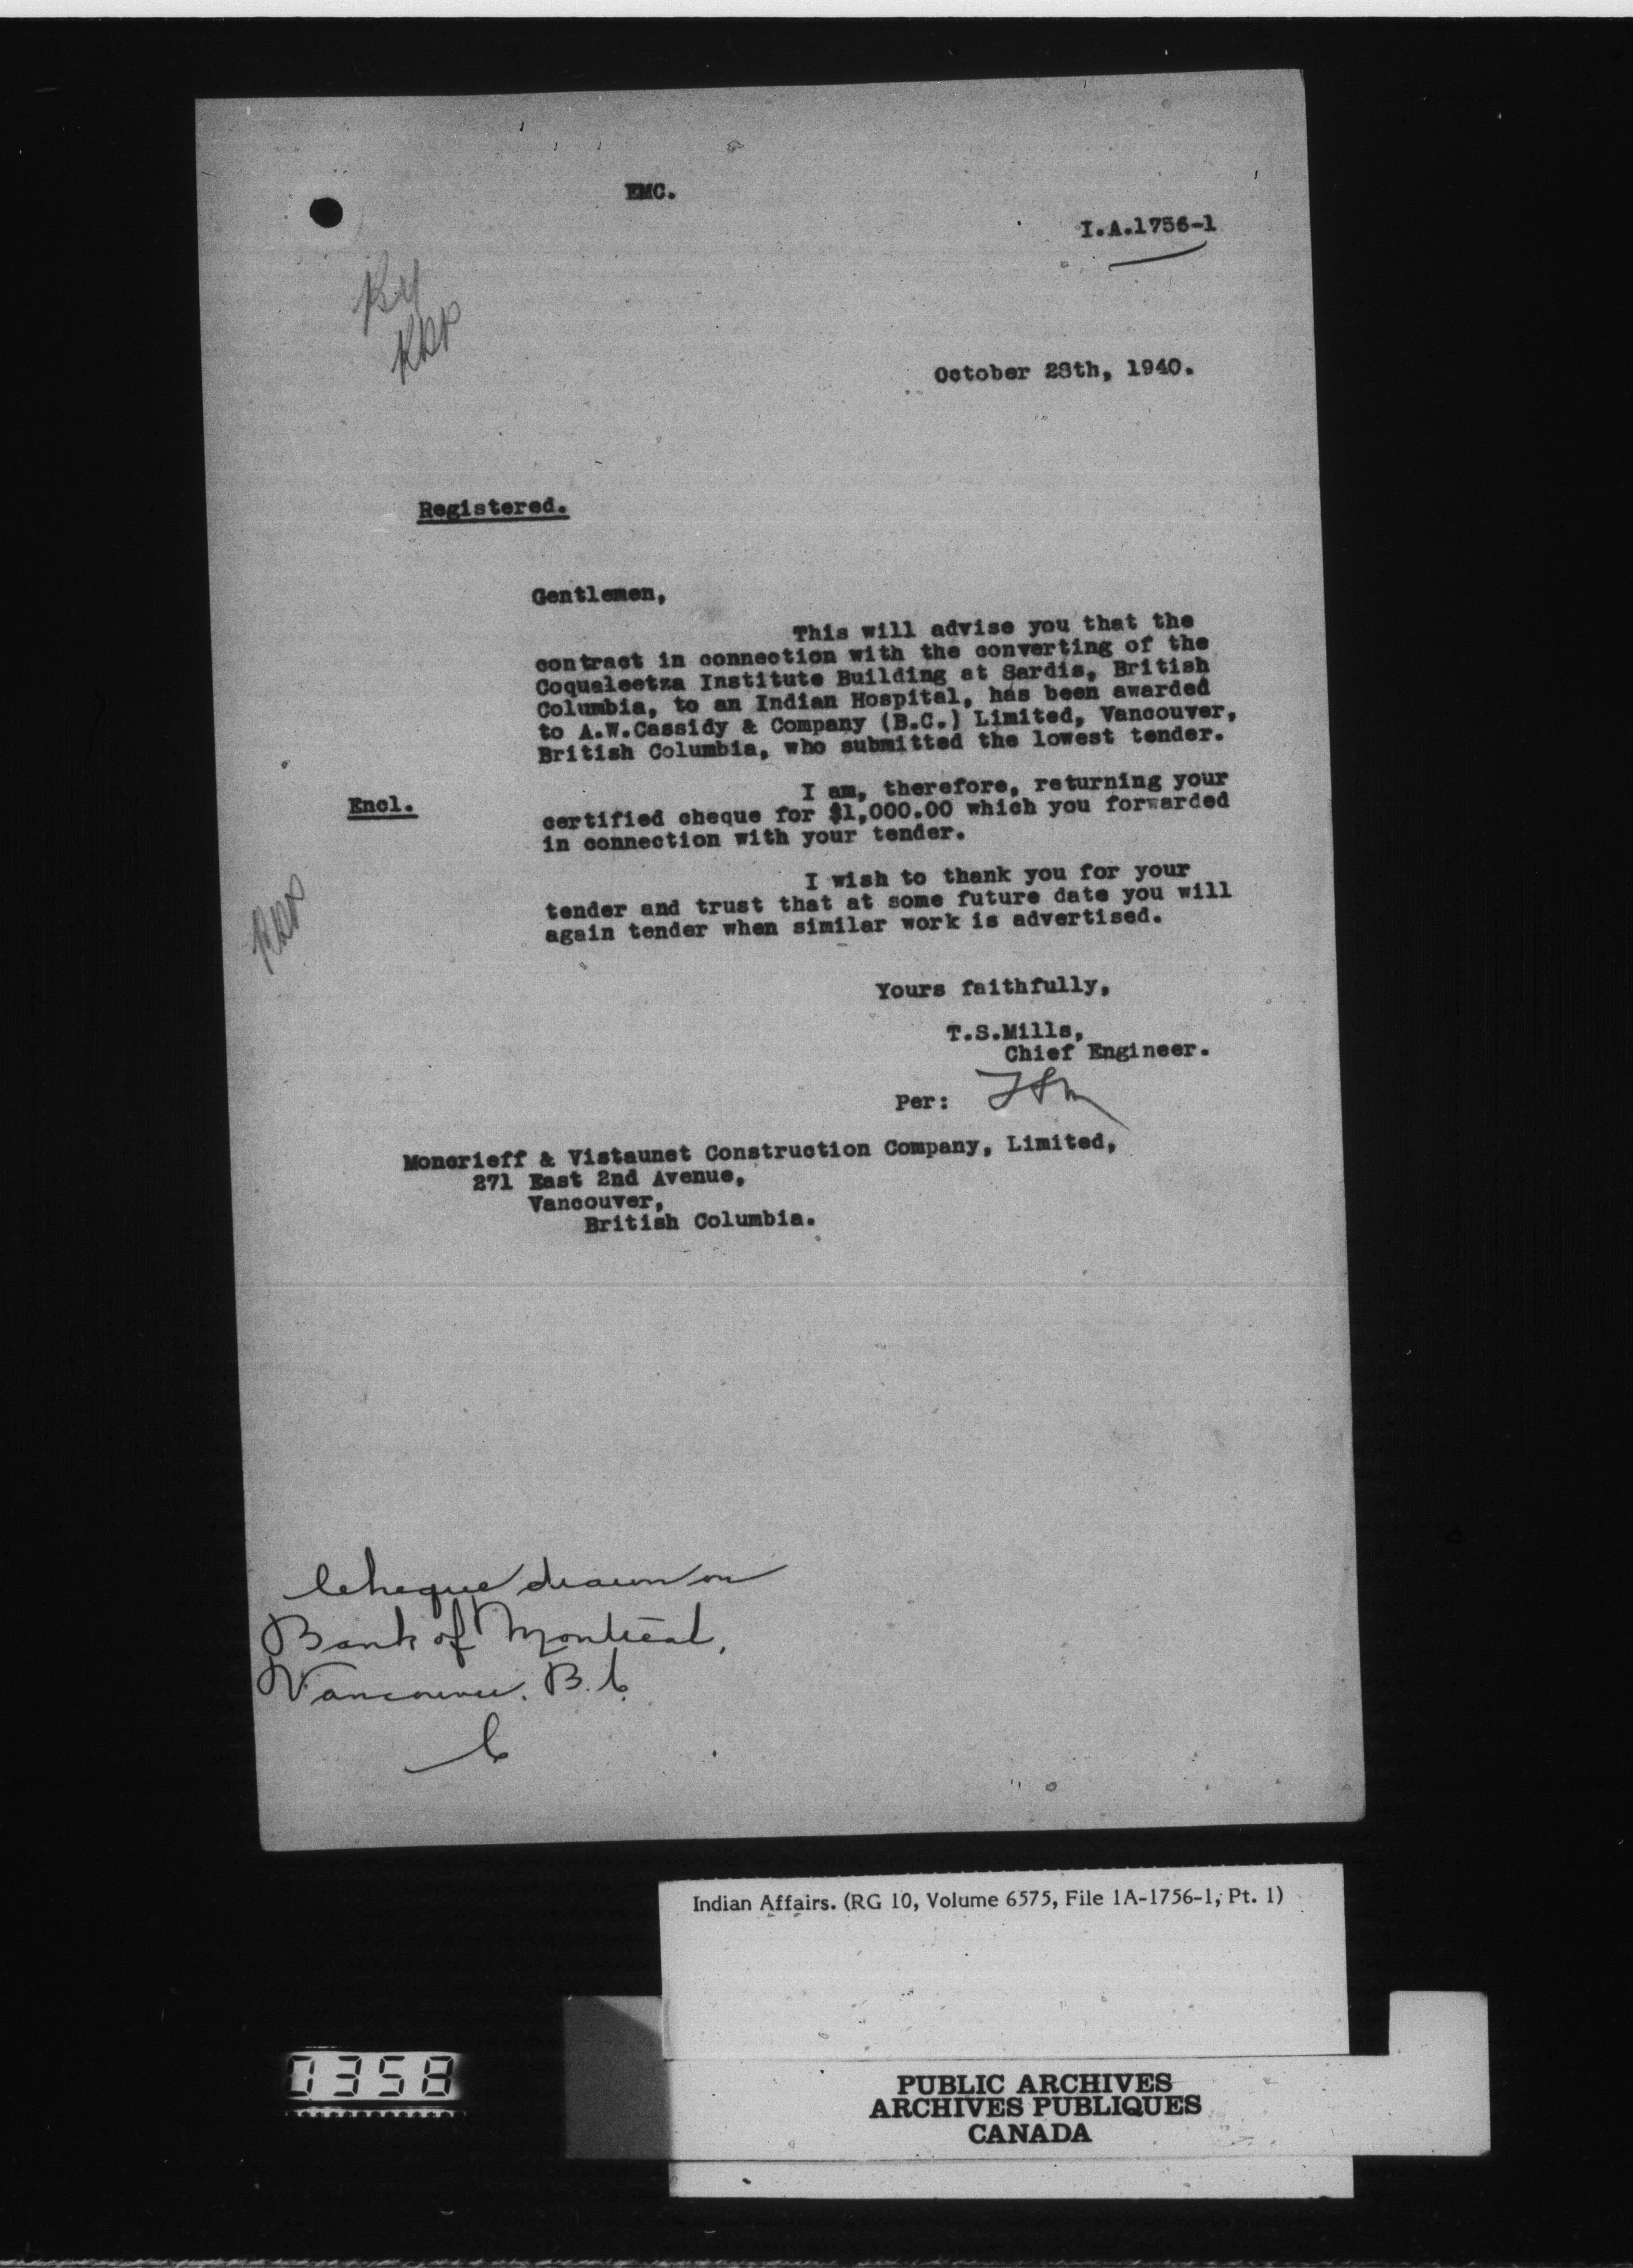 EMC.
I.A.1756-1
October 28th, 1940.
Registered.
Gentlemen,
This will advise you that the
contract in connection with the converting of the
Coqualeetza Institute Building at Sardis, British
Columbia, to an Indian Hospital, has been awarded
to A.W.Cassidy & Company (B.C.) Limited, Vancouver,
British Columbia, who submitted the lowest tender.
I am, therefore, returning your
Encl.
certified cheque for $1,000.00 which you forwarded
in connection with your tender.
I wish to thank you for your
tender and trust that at some future date you will
again tender when similar work is advertised.
Yours faithfully,
T.S.Mills,
Chief Engineer.
Per: TSM
Moncrieff & Vistaunet Construction Company, Limited,
271 East 2nd Avenue,
Vancouver,
British Columbia.
Cheque drawn on
Bank of Montreal,
Vancouver. B.C.
C
Indian Affairs. (RG 10, Volume 6575, File 1A-1756-1, Pt. 1)
0358
PUBLIC ARCHIVES
ARCHIVES PUBLIQUES
CANADA